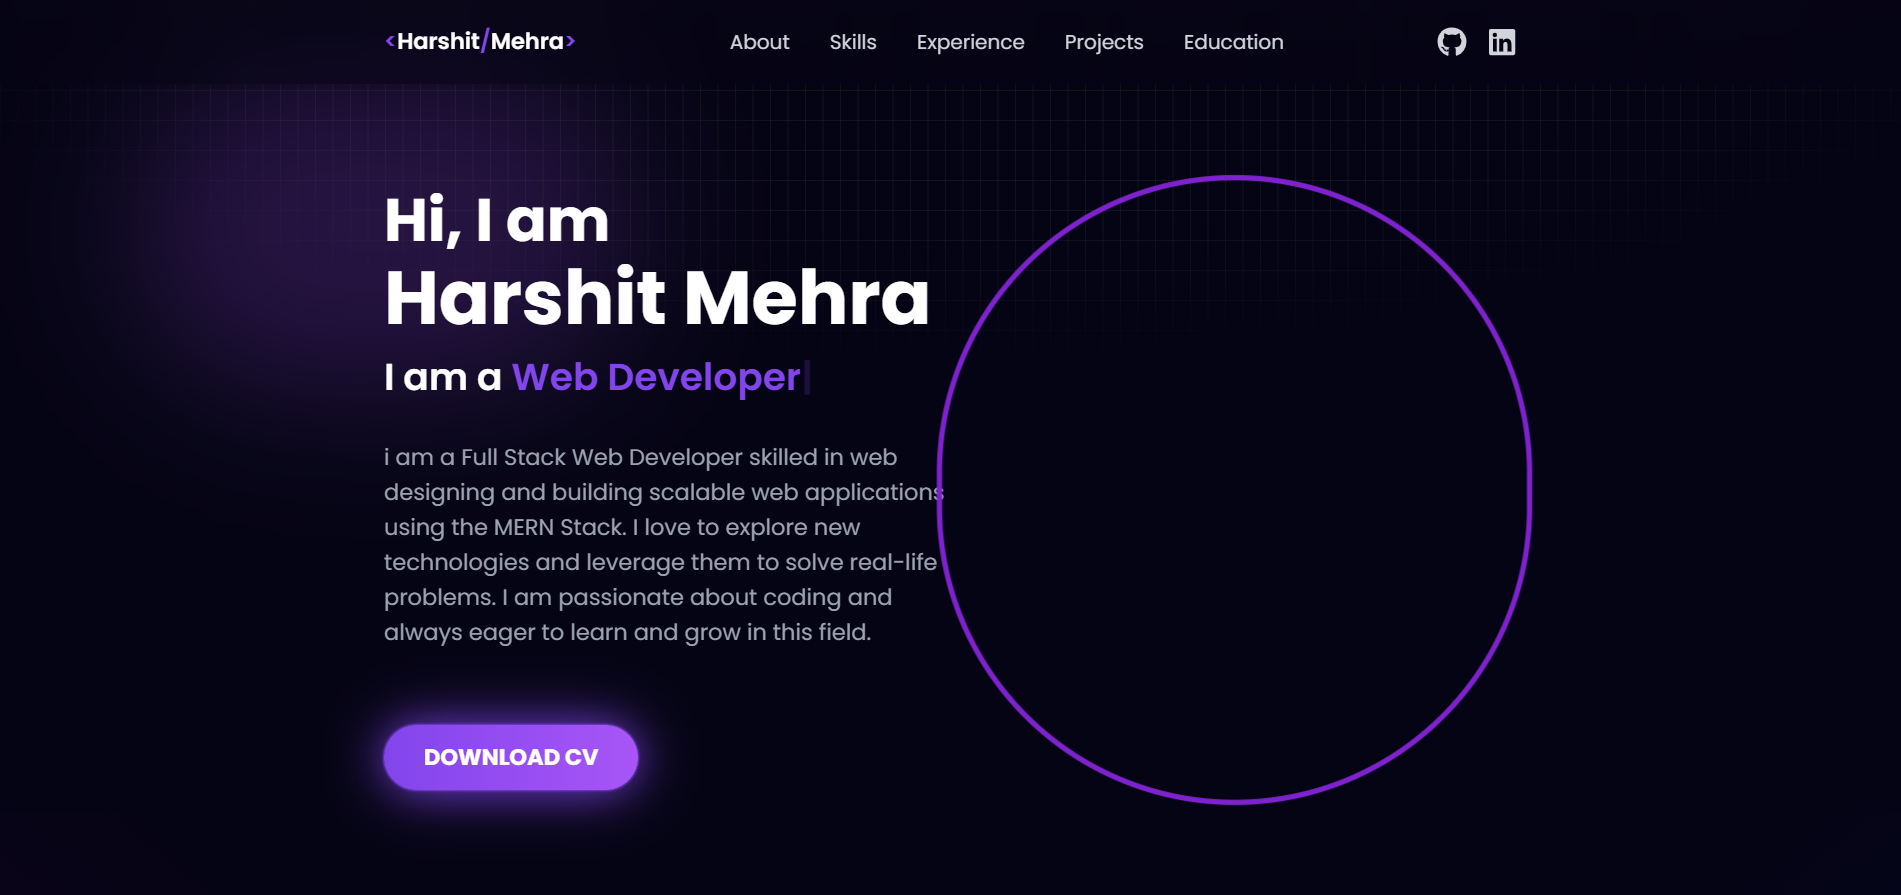 <Harshit/Mehra>
About Skills Experience Projects Education
Hi, I am
Harshit Mehra
I am a Web Developer|
i am a Full Stack Web Developer skilled in web
designing and building scalable web applications
using the MERN Stack. I love to explore new
technologies and leverage them to solve real-life
problems. I am passionate about coding and
always eager to learn and grow in this field.
DOWNLOAD CV